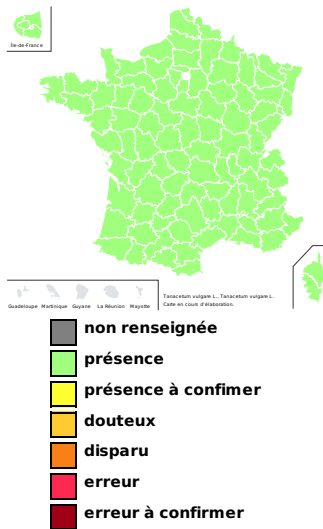 Île-de-France
Guadeloupe Martinique Guyane La Réunion Mayotte
Tanacetum vulgare L., Tanacetum vulgare L.
Carte en cours d'élaboration.
non renseignée
présence
présence à confimer
douteux
disparu
erreur
erreur à confirmer